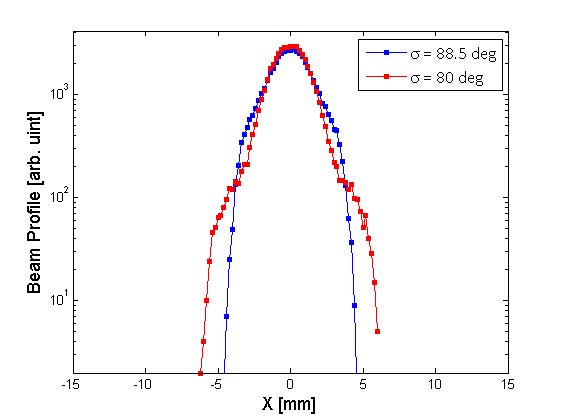 σ = 88.5 deg
σ = 80 deg
Beam Profile [arb. uint]
10³
10²
10¹
-15 -10 -5 0 5 10 15
X [mm]